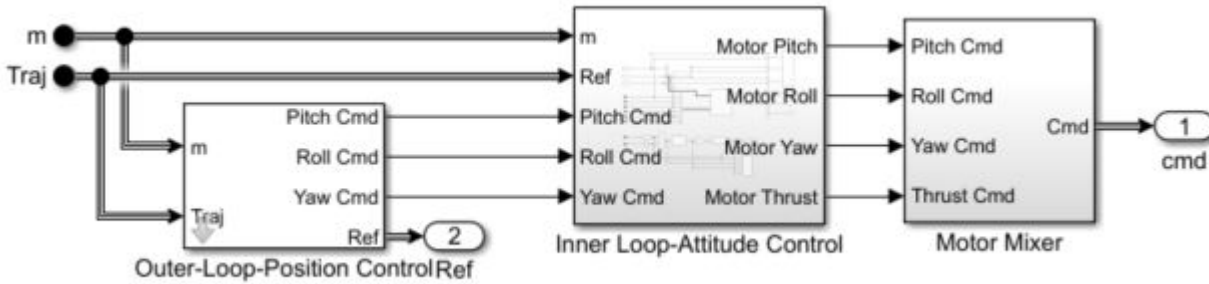 m
Traj
m
Traj
Pitch Cmd
Roll Cmd
Yaw Cmd
Ref
Outer-Loop-Position Control
2
Ref
m
Ref
Pitch Cmd
Roll Cmd
Yaw Cmd
Motor Pitch
Motor Roll
Motor Yaw
Motor Thrust
Inner Loop-Attitude Control
Pitch Cmd
Roll Cmd
Yaw Cmd
Thrust Cmd
Cmd
Motor Mixer
1
cmd